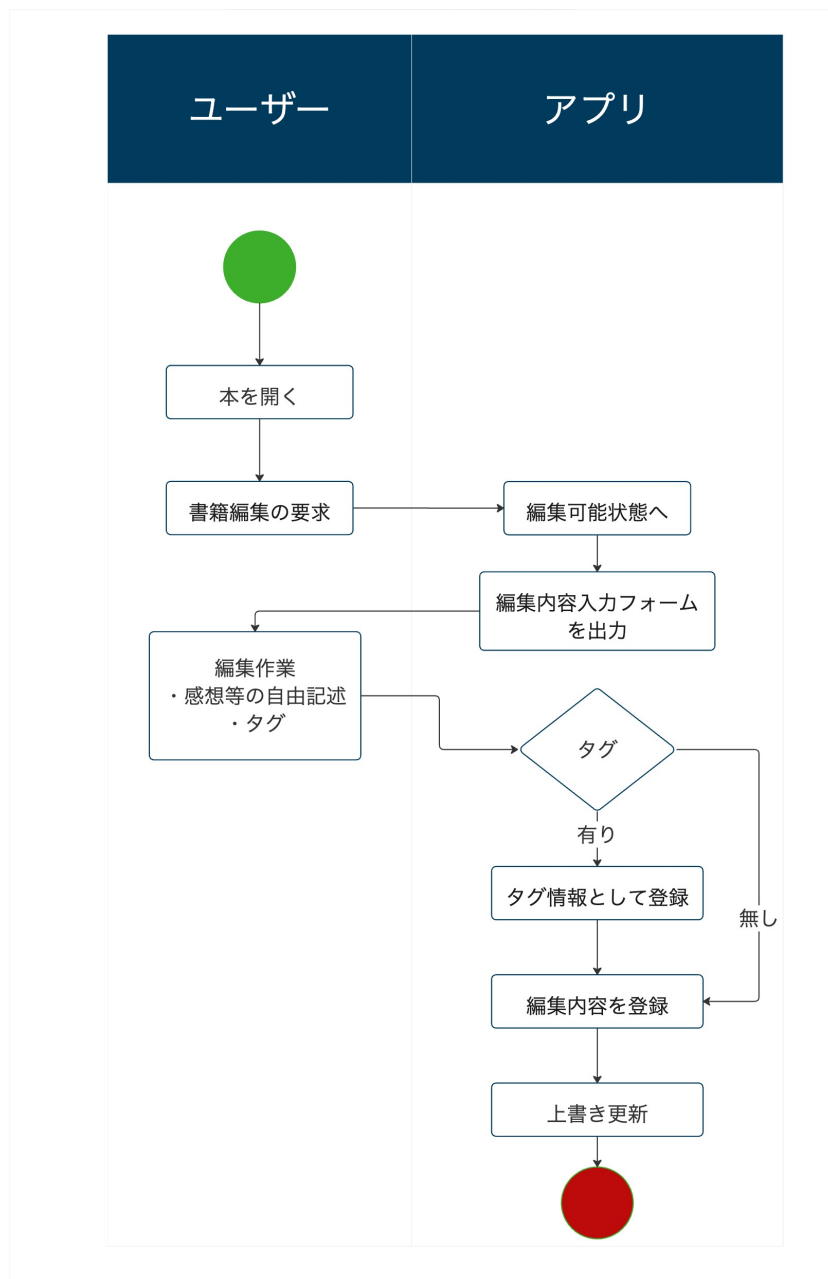 ユーザー
アプリ
本を開く
書籍編集の要求
編集可能状態へ
編集内容入力フォーム
を出力
編集作業
・感想等の自由記述
・タグ
タグ
有り
タグ情報として登録
無し
編集内容を登録
上書き更新